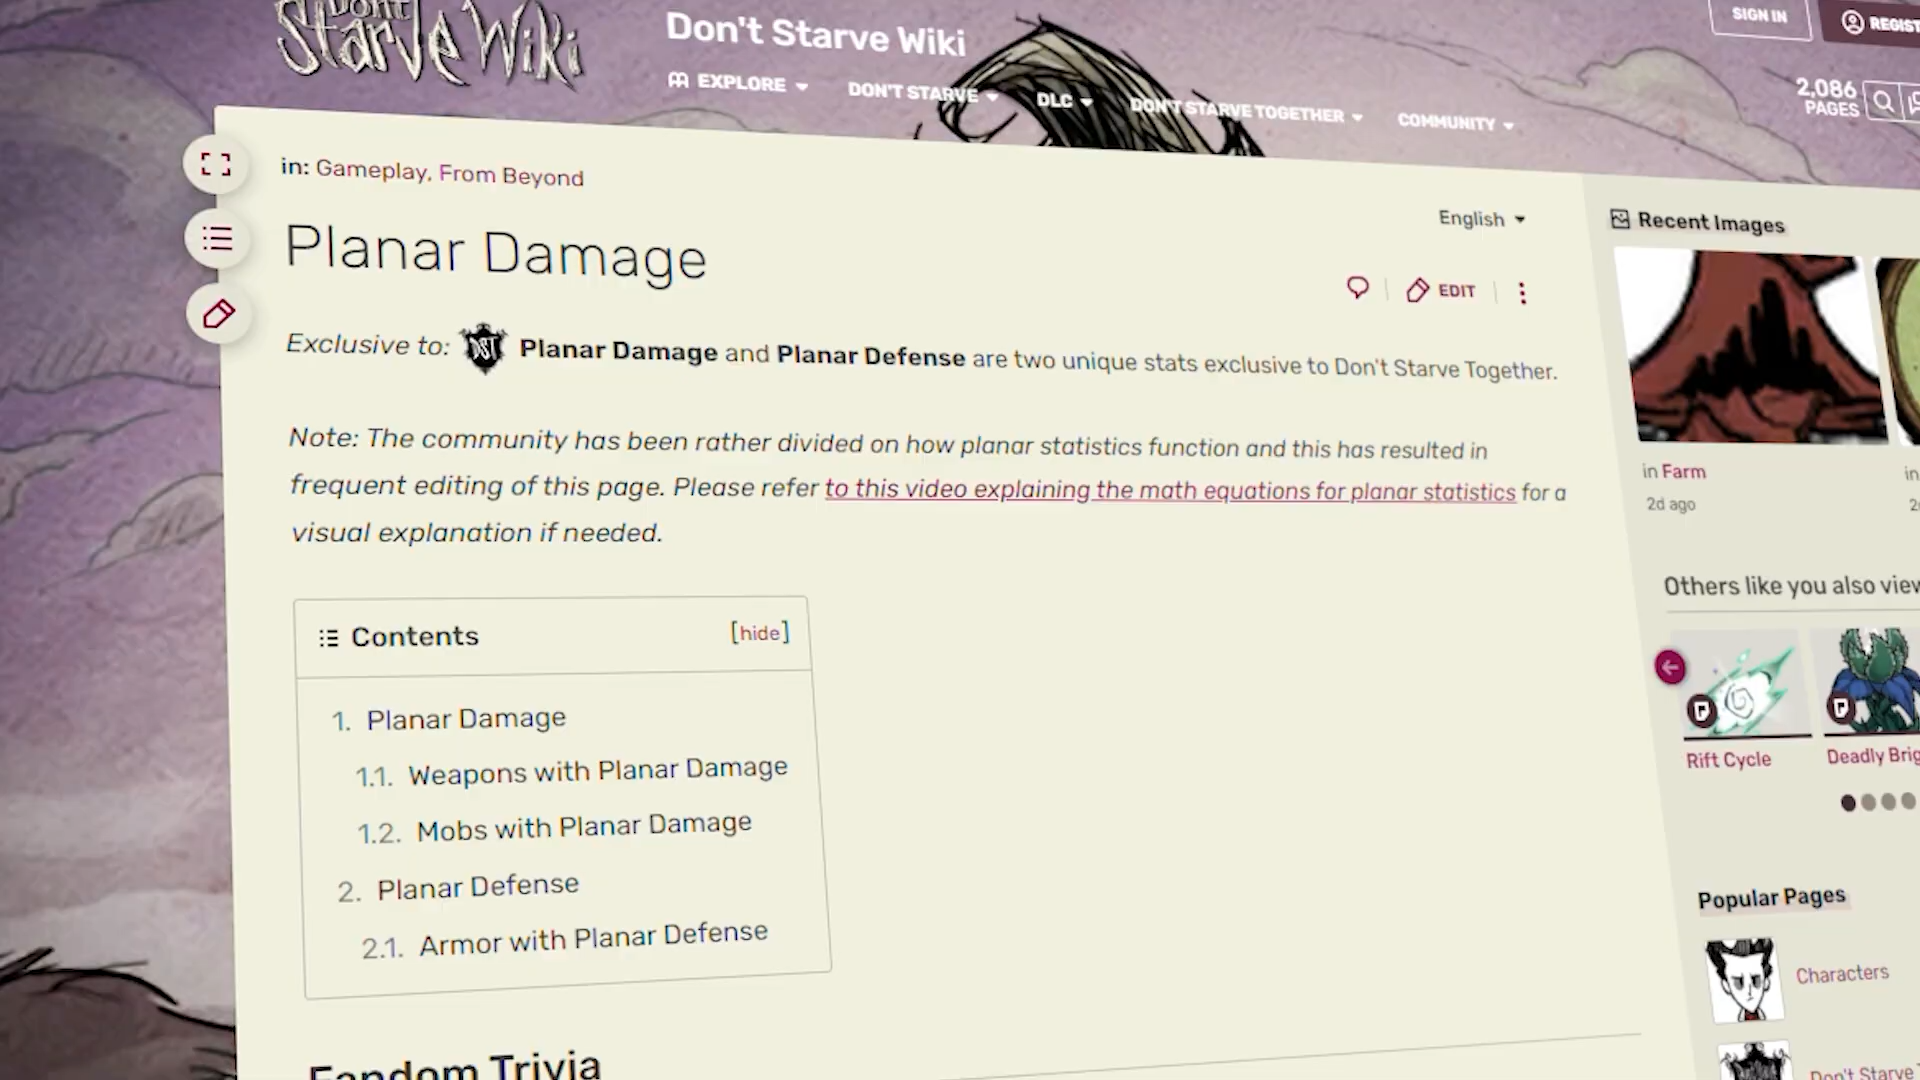 DON'T
Starve Wiki
Don't Starve Wiki
EXPLORE
DON'T STARVE
DLC
DON'T STARVE TOGETHER
COMMUNITY
SIGN IN
2,086
PAGES
in: Gameplay, From Beyond
English
Planar Damage
EDIT
Exclusive to: DST Planar Damage and Planar Defense are two unique stats exclusive to Don't Starve Together.
Note: The community has been rather divided on how planar statistics function and this has resulted in
frequent editing of this page. Please refer to this video explaining the math equations for planar statistics for a
visual explanation if needed.
Contents [hide]
1. Planar Damage
1.1. Weapons with Planar Damage
1.2. Mobs with Planar Damage
2. Planar Defense
2.1. Armor with Planar Defense
Fandom Trivia
Recent Images
in Farm
in
2d ago
Others like you also view
Rift Cycle
Deadly Brig
Popular Pages
Characters
Don't Starve